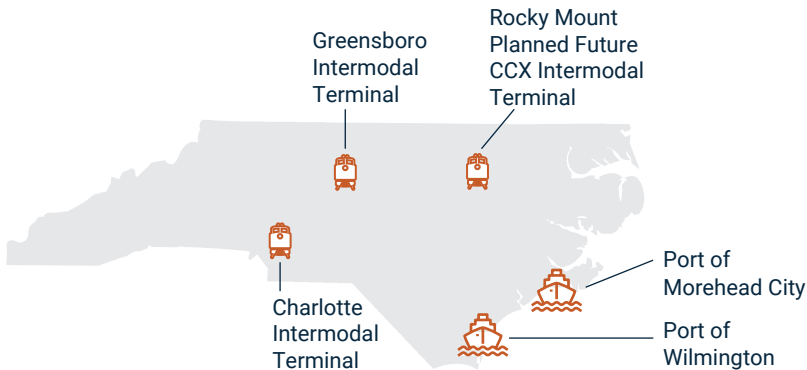 Greensboro
Intermodal
Terminal
Rocky Mount
Planned Future
CCX Intermodal
Terminal
Charlotte
Intermodal
Terminal
Port of
Morehead City
Port of
Wilmington